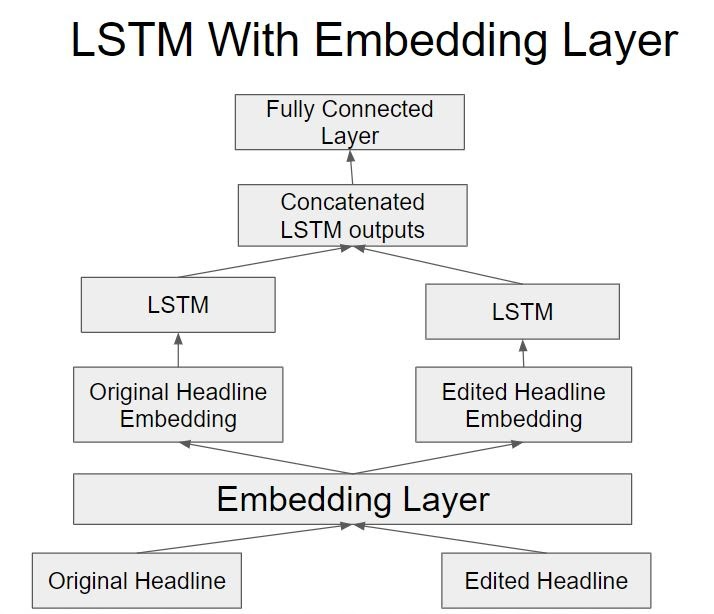 LSTM With Embedding Layer
Fully Connected
Layer
Concatenated
LSTM outputs
LSTM
LSTM
Original Headline
Embedding
Edited Headline
Embedding
Embedding Layer
Original Headline
Edited Headline